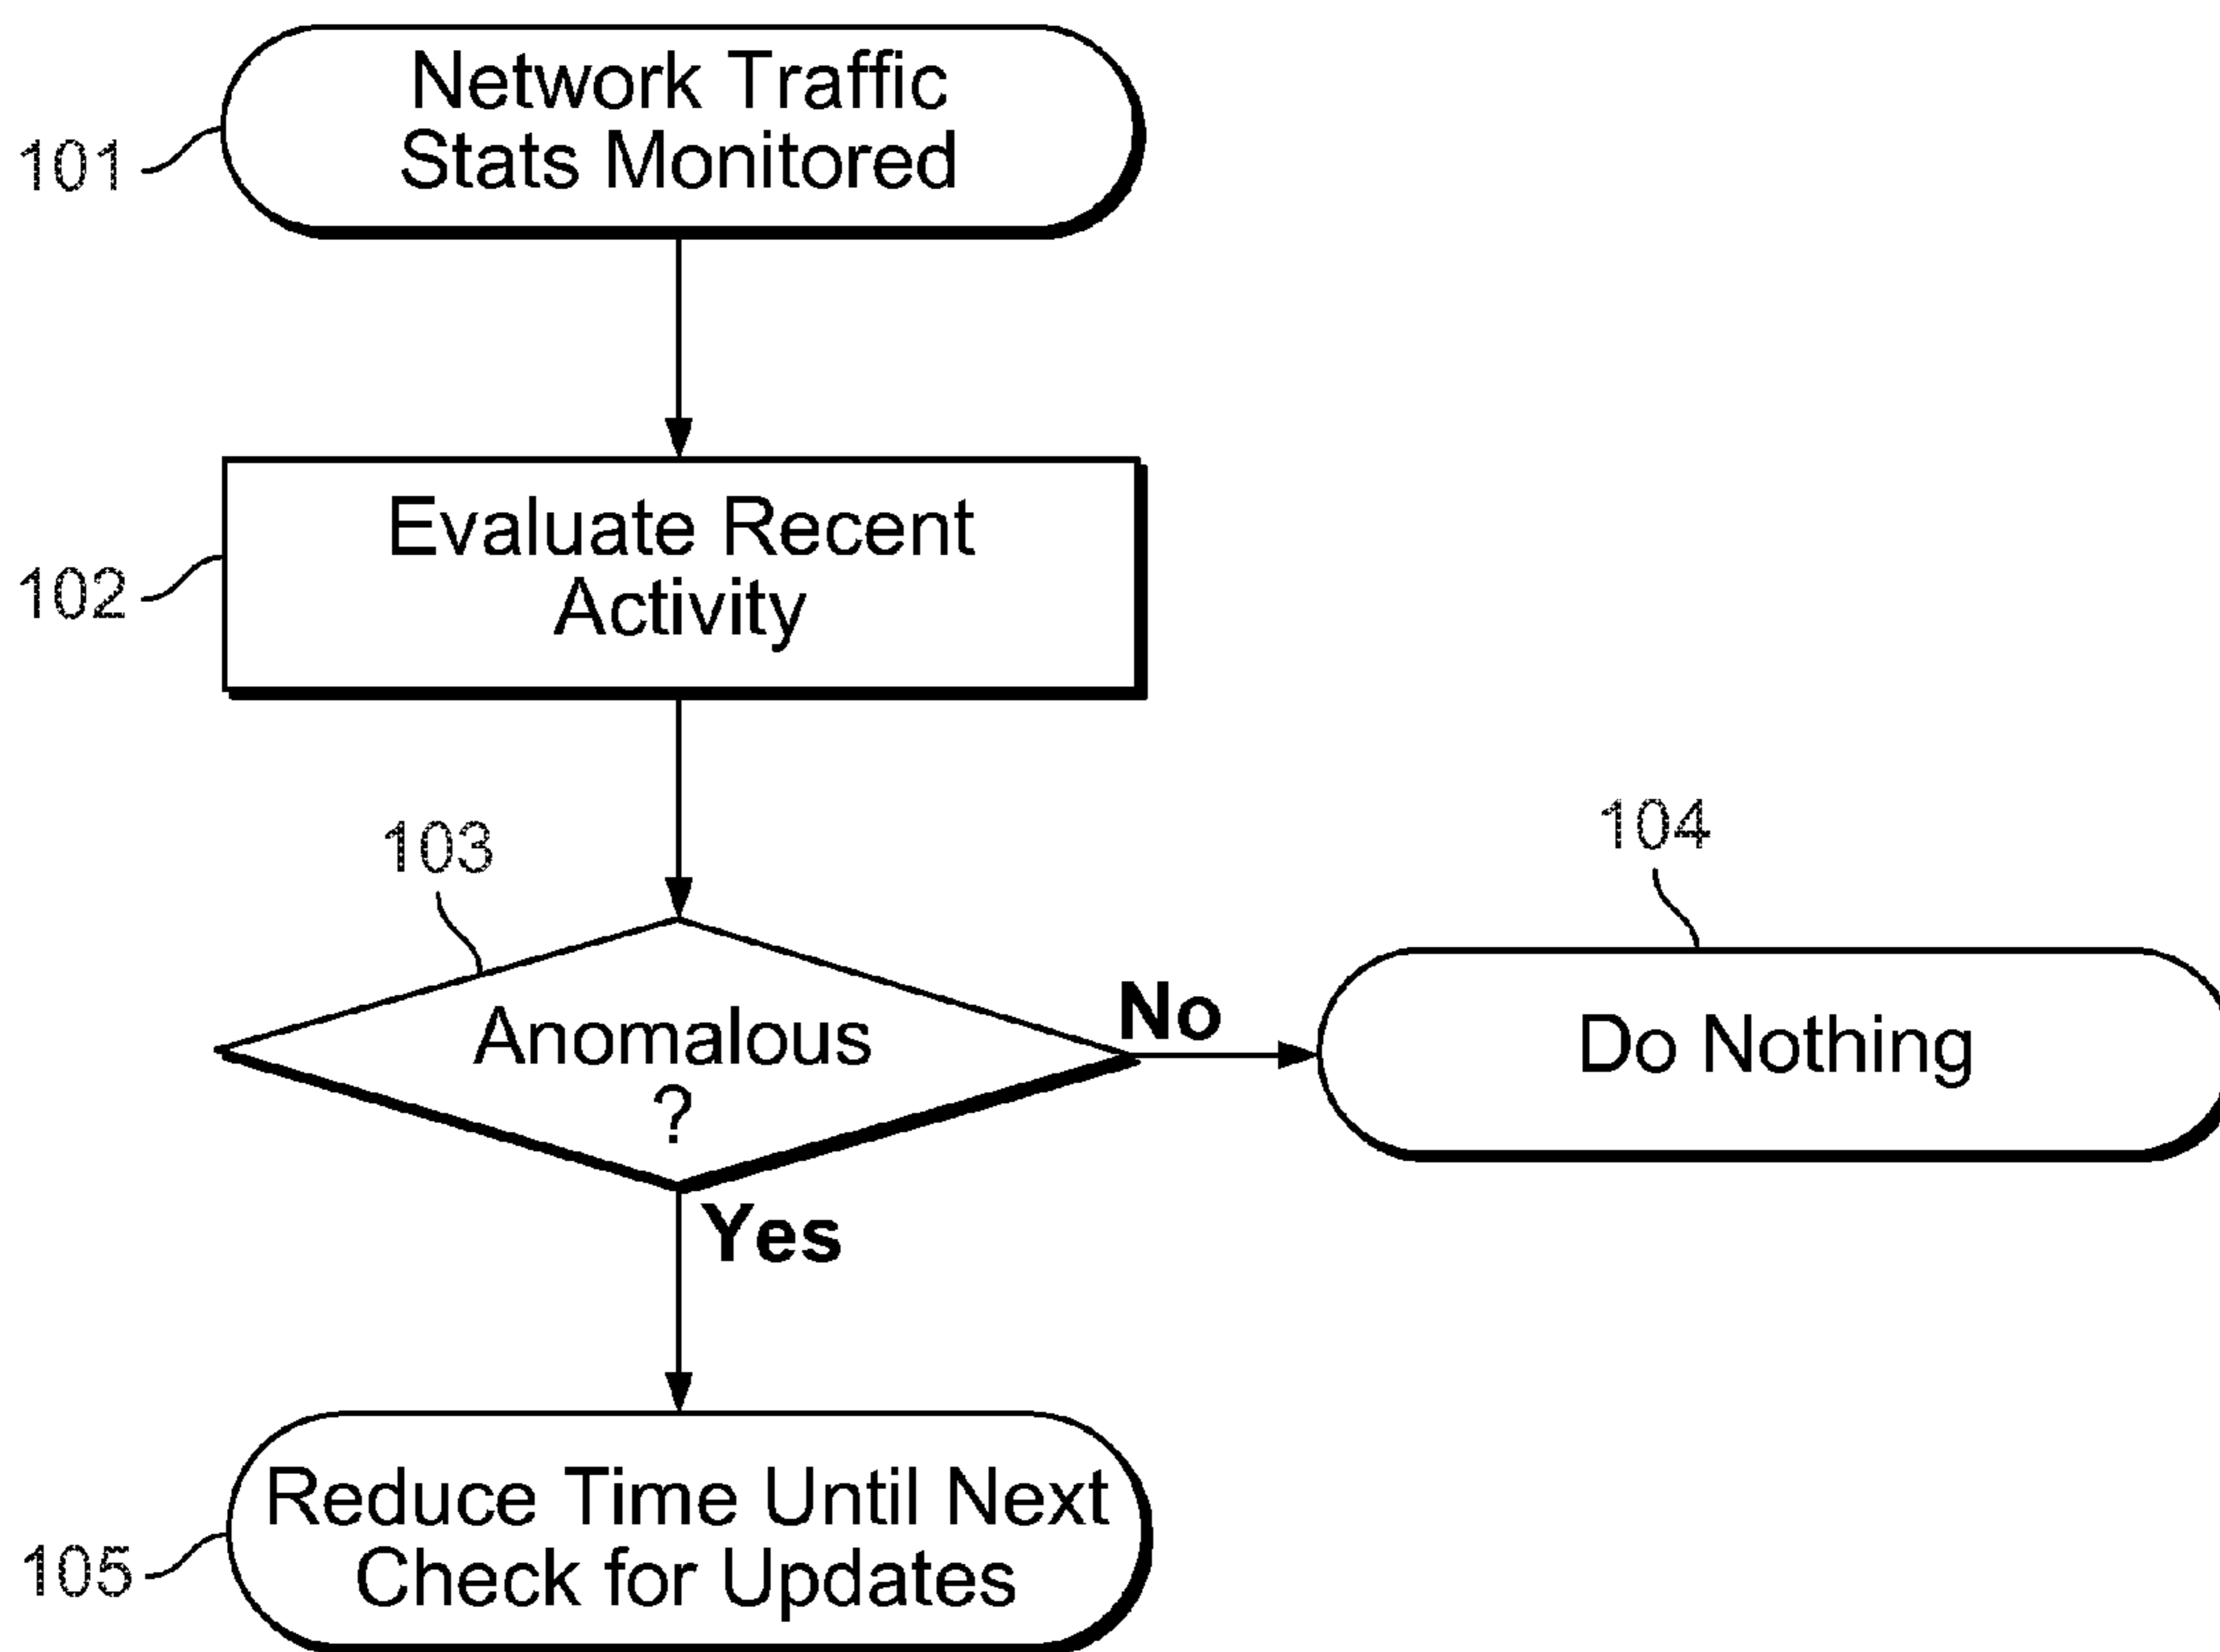 Network Traffic
Stats Monitored
101
Evaluate Recent
Activity
102
103
104
Anomalous
?
No
Do Nothing
Yes
Reduce Time Until Next
Check for Updates
105